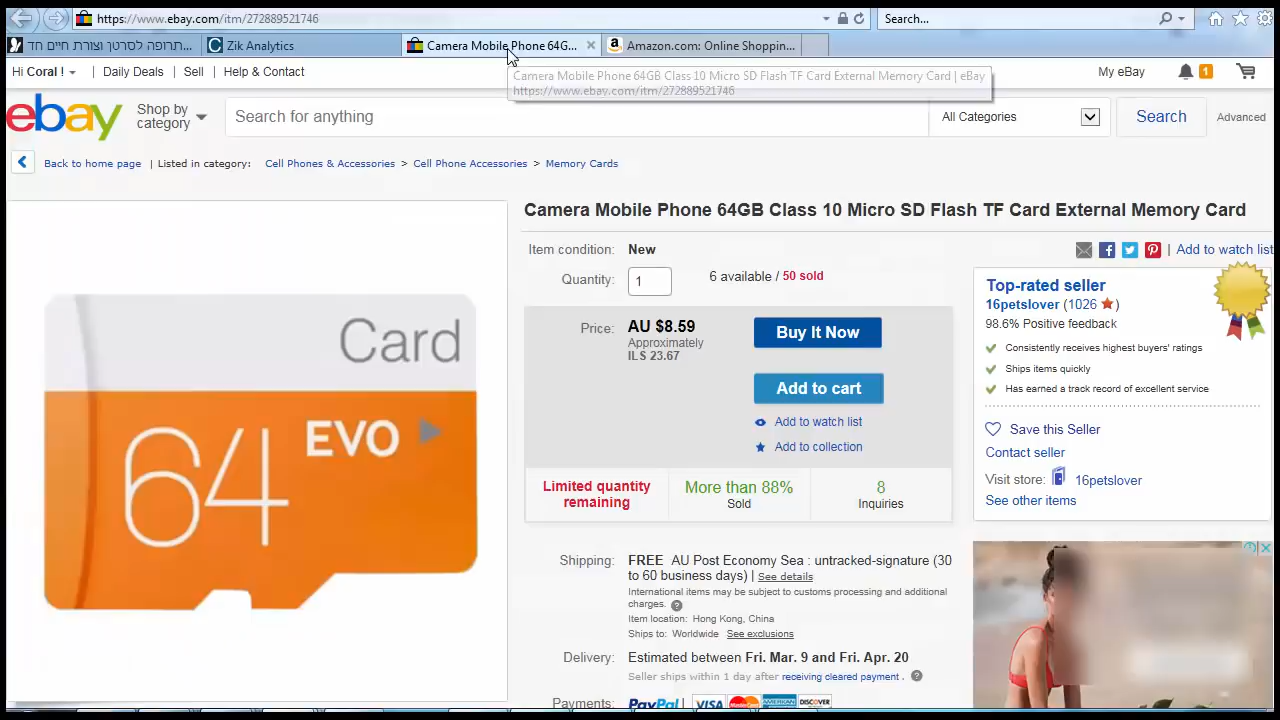 https://www.ebay.com/itm/272889521746
Search...
...תרופות לסרטן וצורת חיים חד
Zik Analytics
Camera Mobile Phone 64G...
Amazon.com: Online Shoppin...
Hi Coral !
Daily Deals
Sell
Help & Contact
Camera Mobile Phone 64GB Class 10 Micro SD Flash TF Card External Memory Card | eBay
https://www.ebay.com/itm/272889521746
My eBay
1
ebay
Shop by
category
Search for anything
All Categories
Search
Advanced
Back to home page | Listed in category: Cell Phones & Accessories > Cell Phone Accessories > Memory Cards
Camera Mobile Phone 64GB Class 10 Micro SD Flash TF Card External Memory Card
Item condition: New
| Add to watch list
Quantity: 1
6 available / 50 sold
Price: AU $8.59
Approximately
ILS 23.67
Buy It Now
Add to cart
Add to watch list
Add to collection
Limited quantity
remaining
More than 88%
Sold
8
Inquiries
Card
64
EVO
Top-rated seller
16petslover (1026 )
98.6% Positive feedback
Consistently receives highest buyers' ratings
Ships items quickly
Has earned a track record of excellent service
Save this Seller
Contact seller
Visit store: 16petslover
See other items
Shipping: FREE AU Post Economy Sea : untracked-signature (30
to 60 business days) | See details
International items may be subject to customs processing and additional
charges. ?
Item location: Hong Kong, China
Ships to: Worldwide See exclusions
Delivery: Estimated between Fri. Mar. 9 and Fri. Apr. 20
Seller ships within 1 day after receiving cleared payment . ?
Payments: PayPal VISA MasterCard AMERICAN EXPRESS DISCOVER